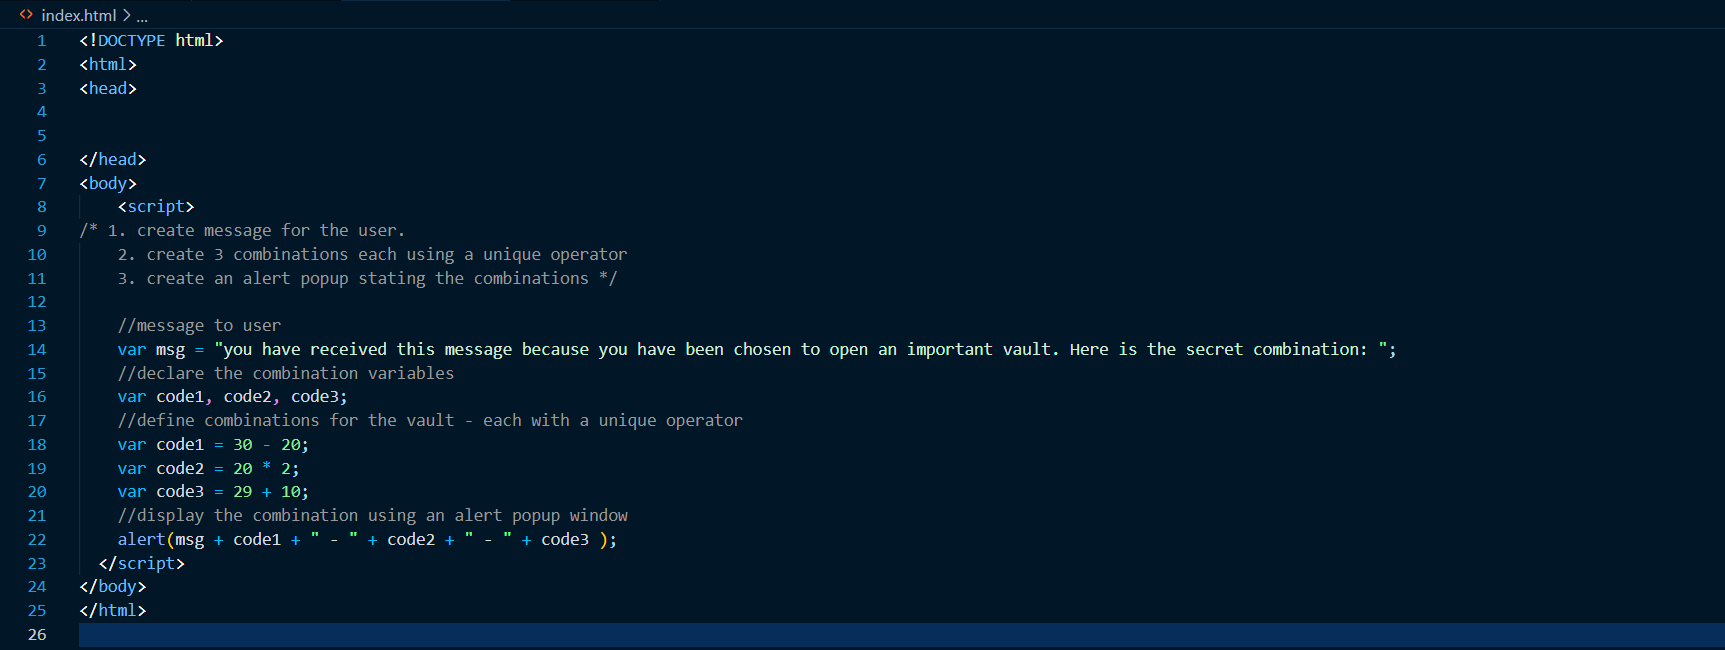 <> index.html > ...
1 <!DOCTYPE html>
2 <html>
3 <head>
4
5
6 </head>
7 <body>
8     <script>
9 /* 1. create message for the user.
10     2. create 3 combinations each using a unique operator
11     3. create an alert popup stating the combinations */
12
13     //message to user
14     var msg = "you have received this message because you have been chosen to open an important vault. Here is the secret combination: ";
15     //declare the combination variables
16     var code1, code2, code3;
17     //define combinations for the vault - each with a unique operator
18     var code1 = 30 - 20;
19     var code2 = 20 * 2;
20     var code3 = 29 + 10;
21     //display the combination using an alert popup window
22     alert(msg + code1 + " - " + code2 + " - " + code3 );
23   </script>
24 </body>
25 </html>
26